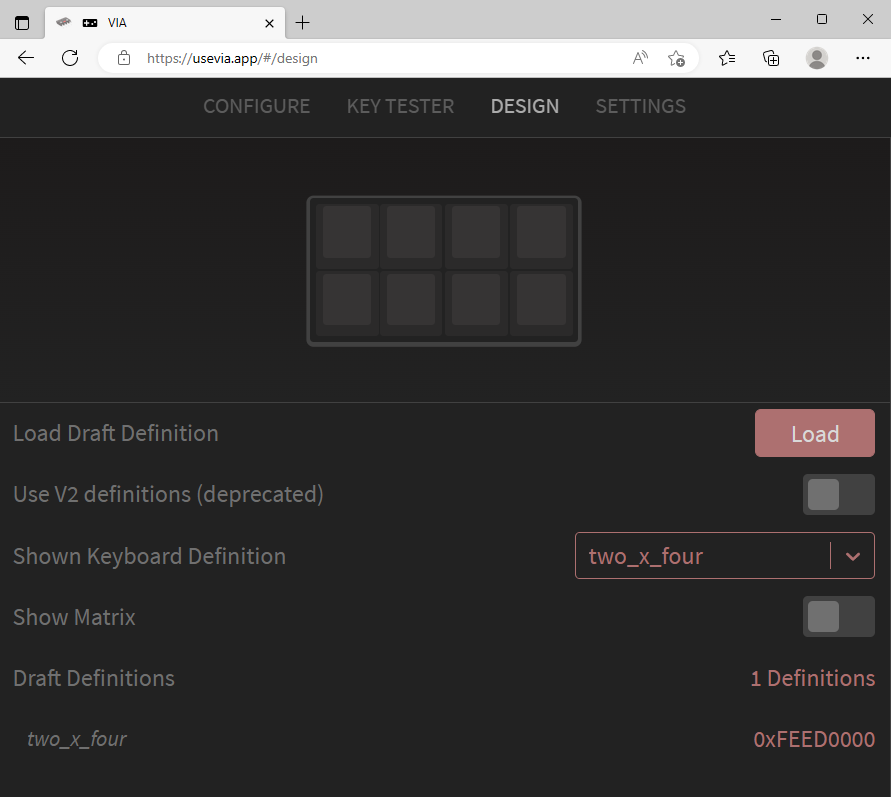 VIA
https://usevia.app/#/design
CONFIGURE KEY TESTER DESIGN SETTINGS
Load Draft Definition Load
Use V2 definitions (deprecated)
Shown Keyboard Definition two_x_four
Show Matrix
Draft Definitions 1 Definitions
two_x_four 0xFEED0000